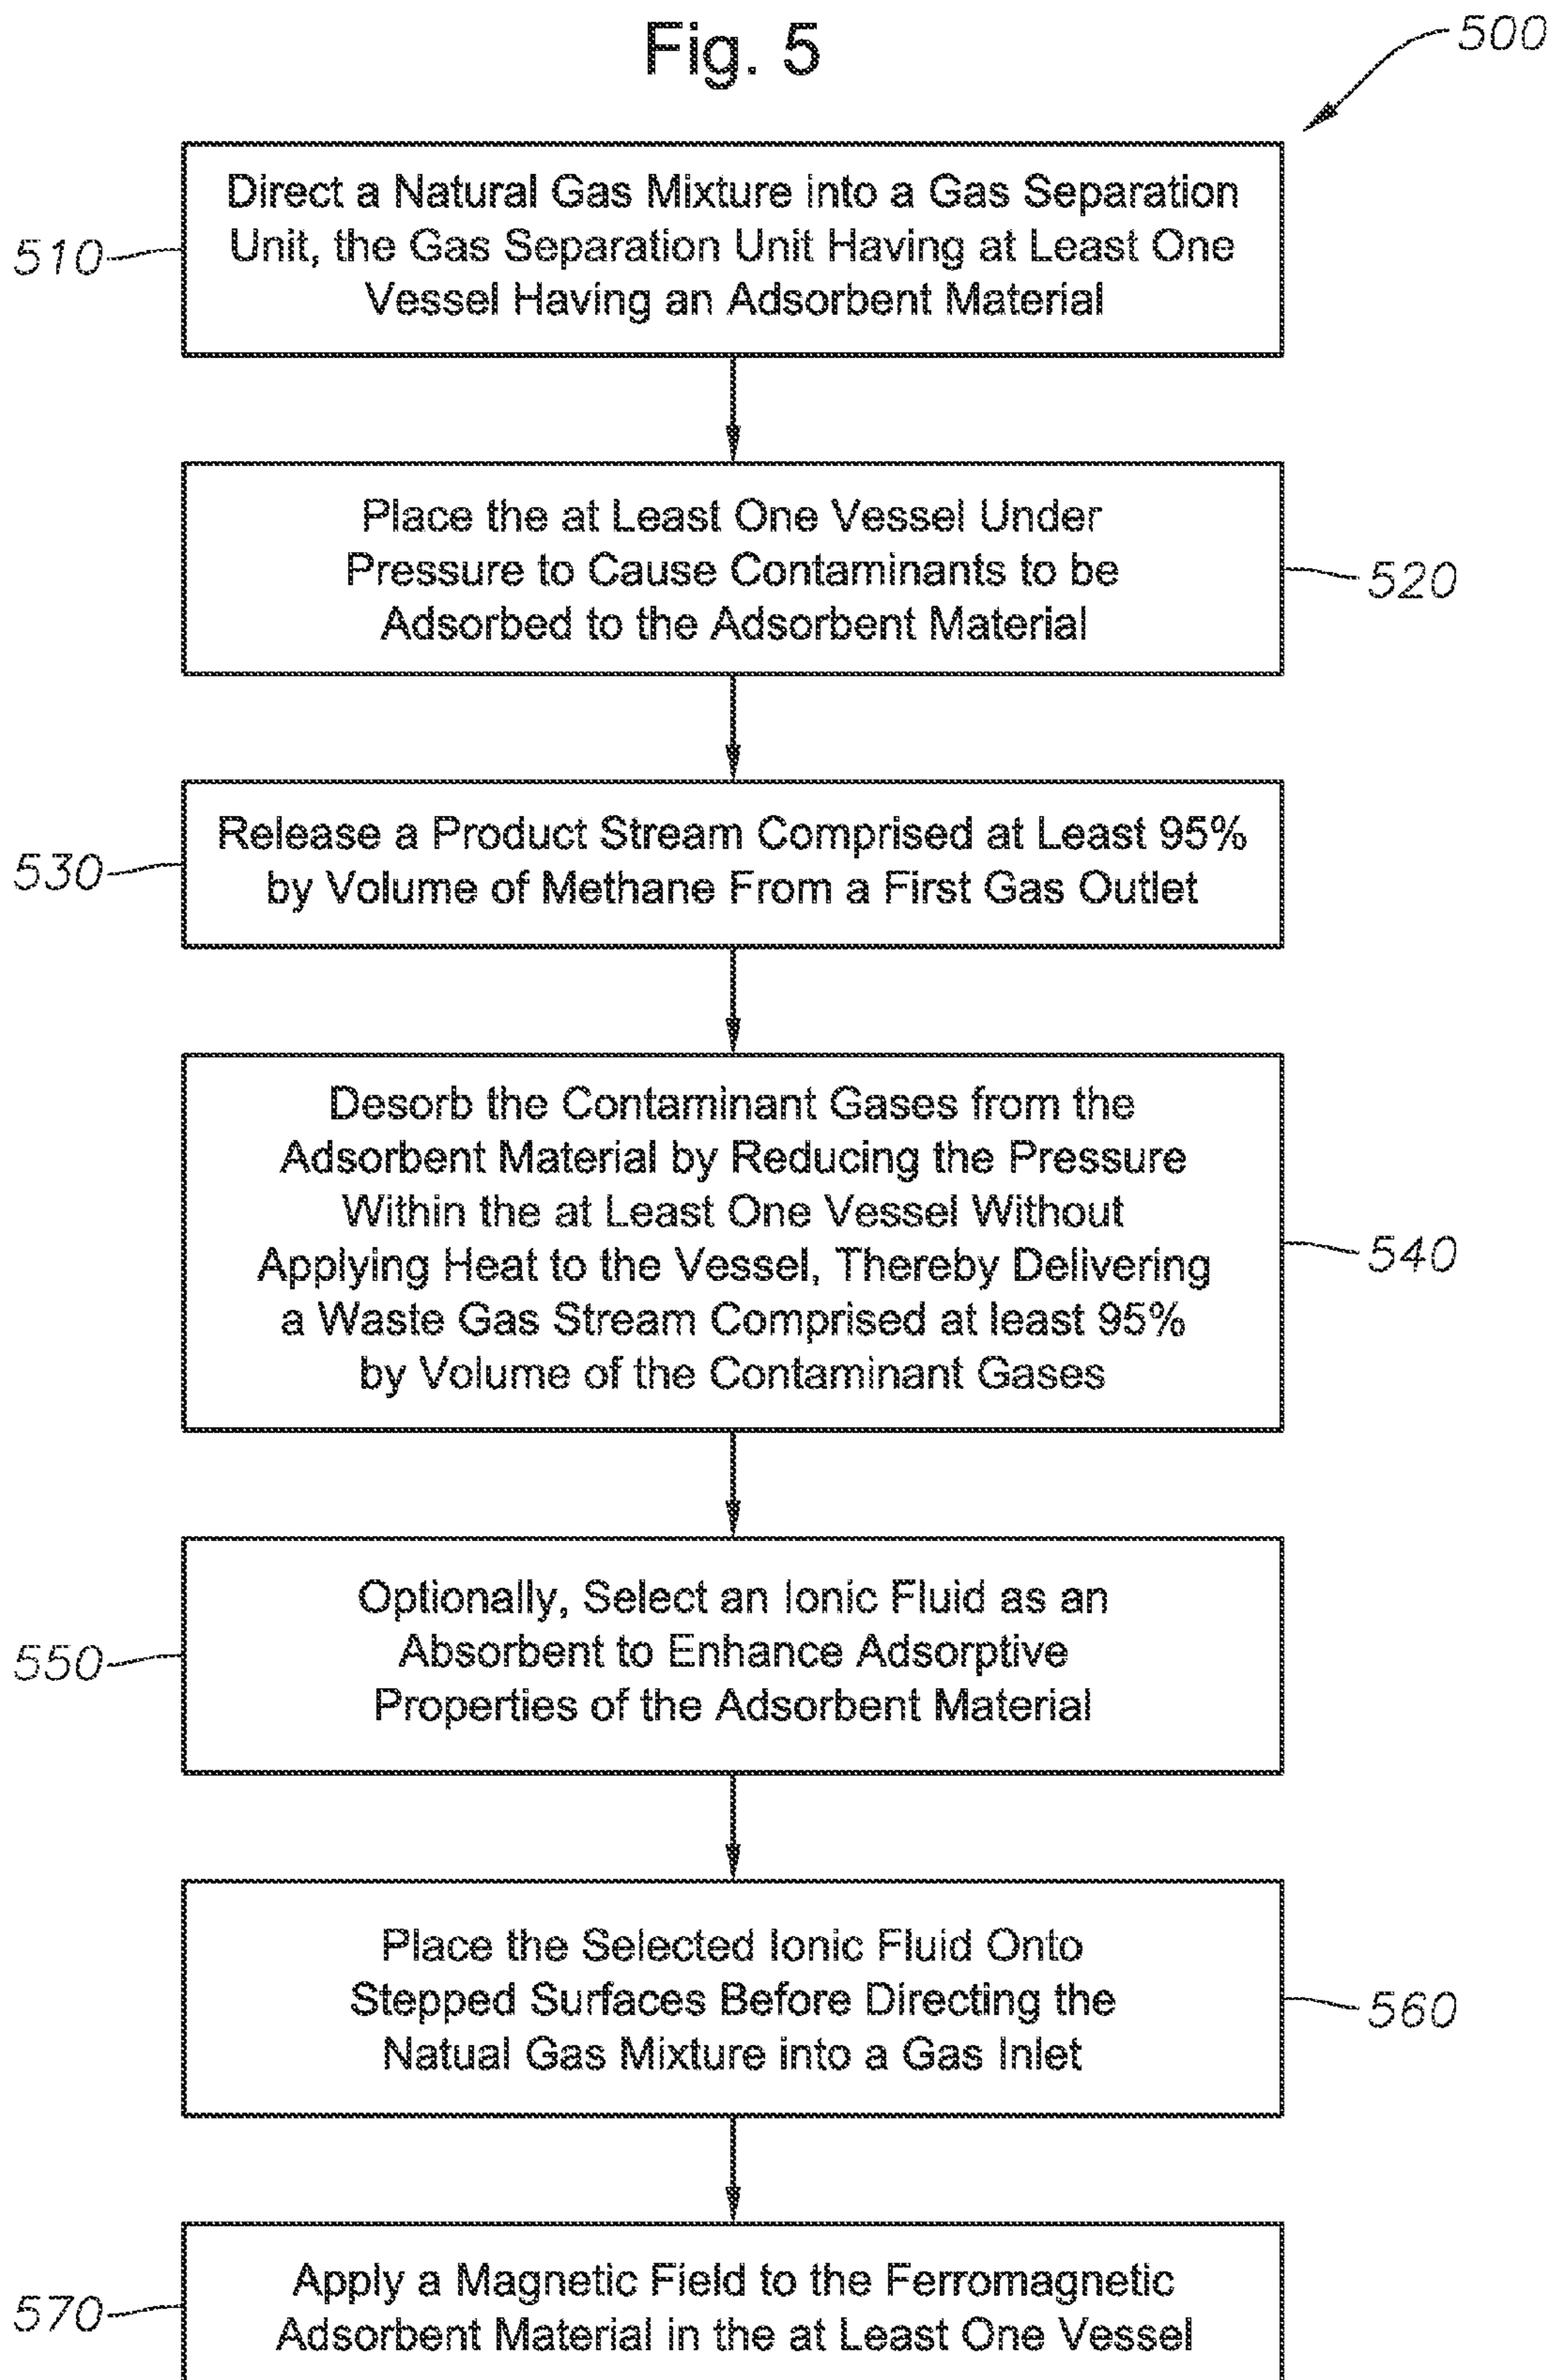 Fig. 5
500
Direct a Natural Gas Mixture into a Gas Separation
Unit, the Gas Separation Unit Having at Least One
Vessel Having an Adsorbent Material
510
Place the at Least One Vessel Under
Pressure to Cause Contaminants to be
Adsorbed to the Adsorbent Material
520
Release a Product Stream Comprised at Least 95%
by Volume of Methane From a First Gas Outlet
530
Desorb the Contaminant Gases from the
Adsorbent Material by Reducing the Pressure
Within the at Least One Vessel Without
Applying Heat to the Vessel, Thereby Delivering
a Waste Gas Stream Comprised at least 95%
by Volume of the Contaminant Gases
540
Optionally, Select an Ionic Fluid as an
Absorbent to Enhance Adsorptive
Properties of the Adsorbent Material
550
Place the Selected Ionic Fluid Onto
Stepped Surfaces Before Directing the
Natual Gas Mixture into a Gas Inlet
560
Apply a Magnetic Field to the Ferromagnetic
Adsorbent Material in the at Least One Vessel
570